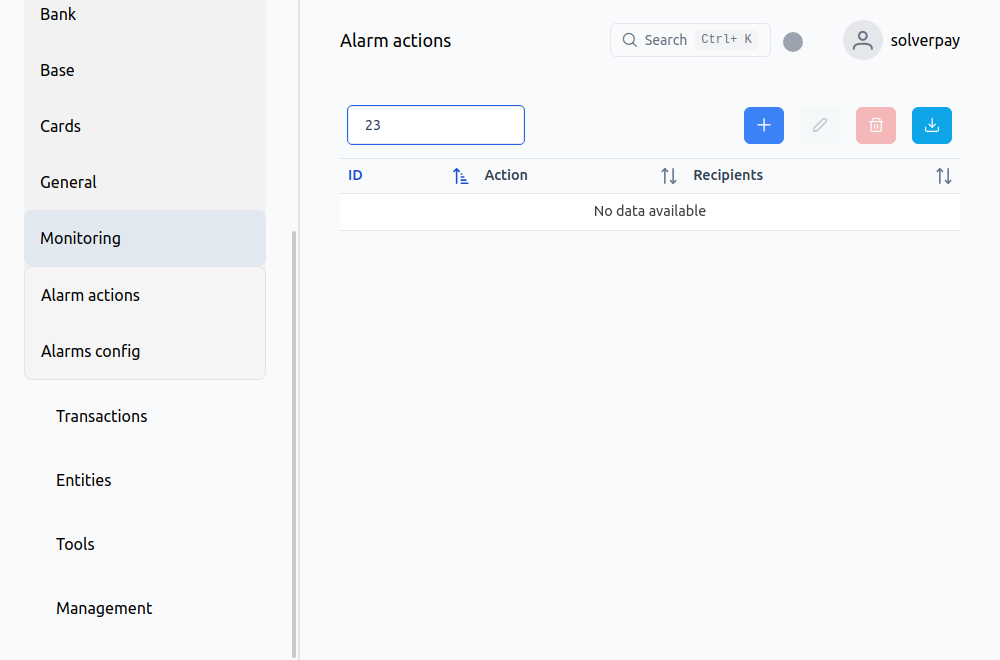 Bank
Base
Cards
General
Monitoring
Alarm actions
Alarms config
Transactions
Entities
Tools
Management
Alarm actions
Search Ctrl+ K
solverpay
23
ID Action Recipients
No data available